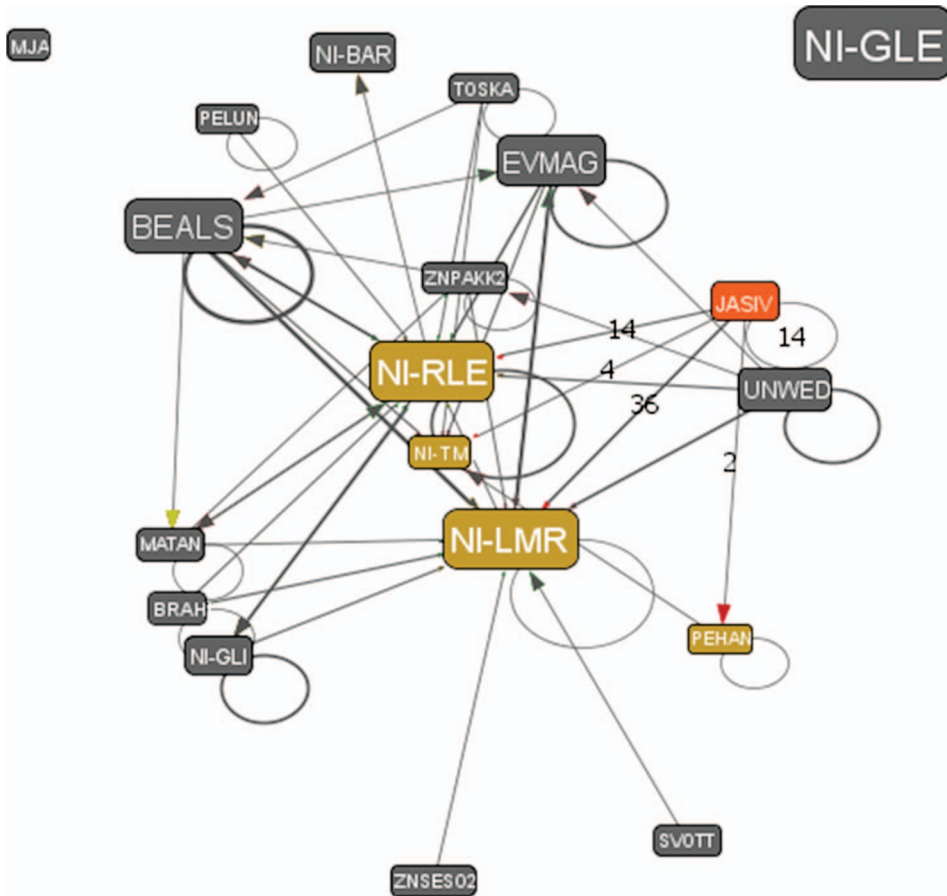 MJA
NI-BAR
NI-GLE
TOSKA
PELUN
EVMAG
BEALS
ZNPAKK2
JASIV
14
14
NI-RLE
4
UNWED
36
NI-TM
2
NI-LMR
MATAN
BRAH
PEHAN
NI-GLI
SVOTT
ZNSESO2